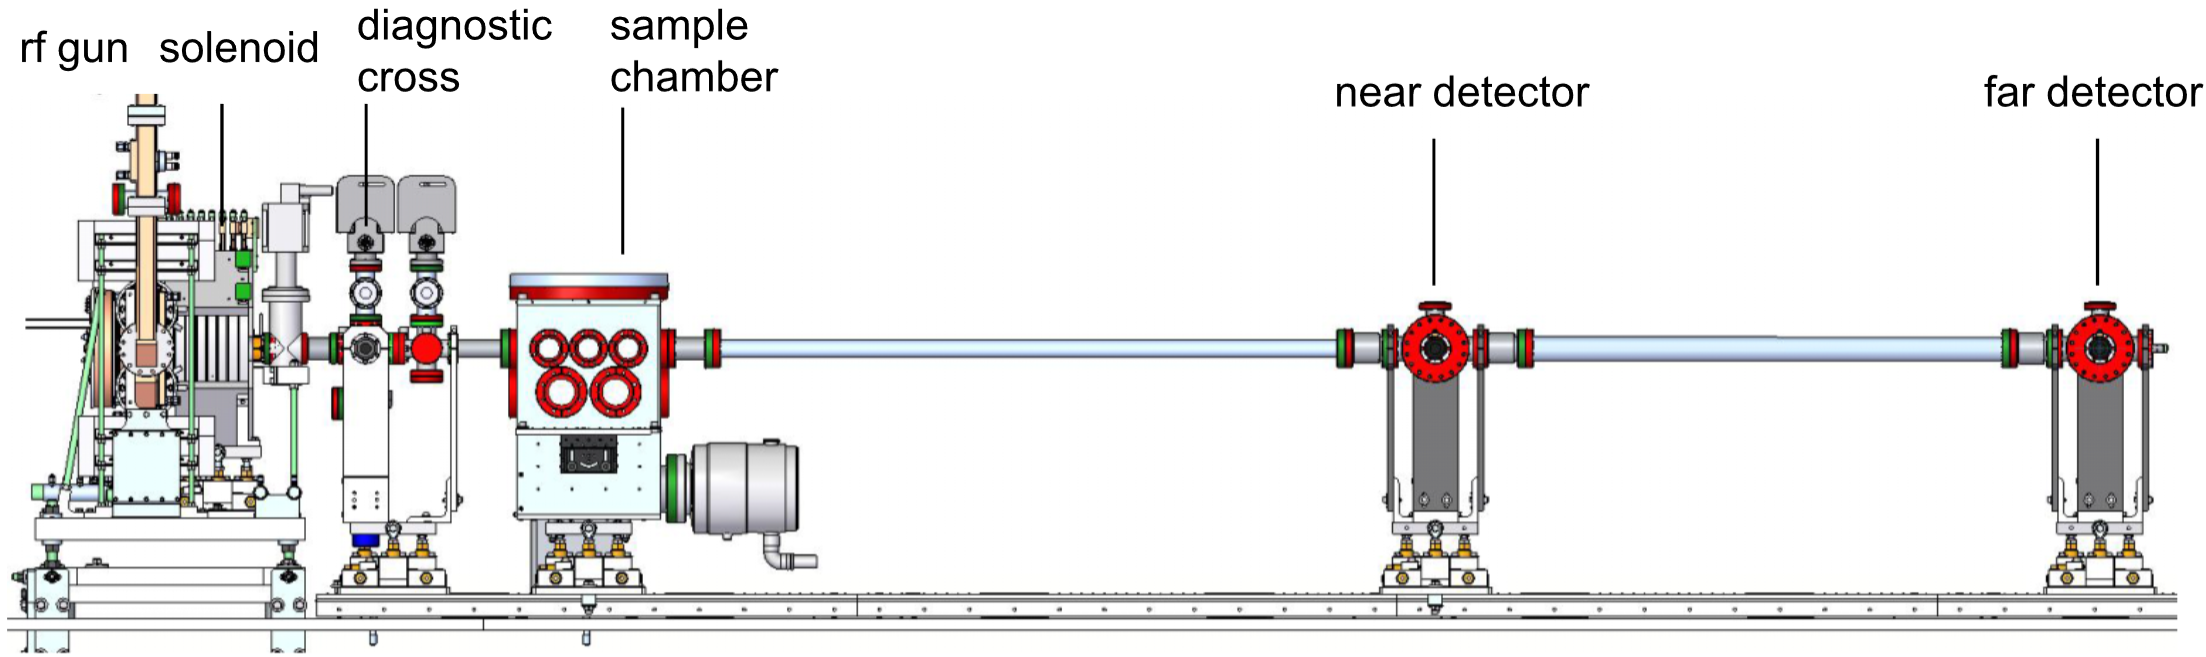 rf gun
solenoid
diagnostic
cross
sample
chamber
near detector
far detector